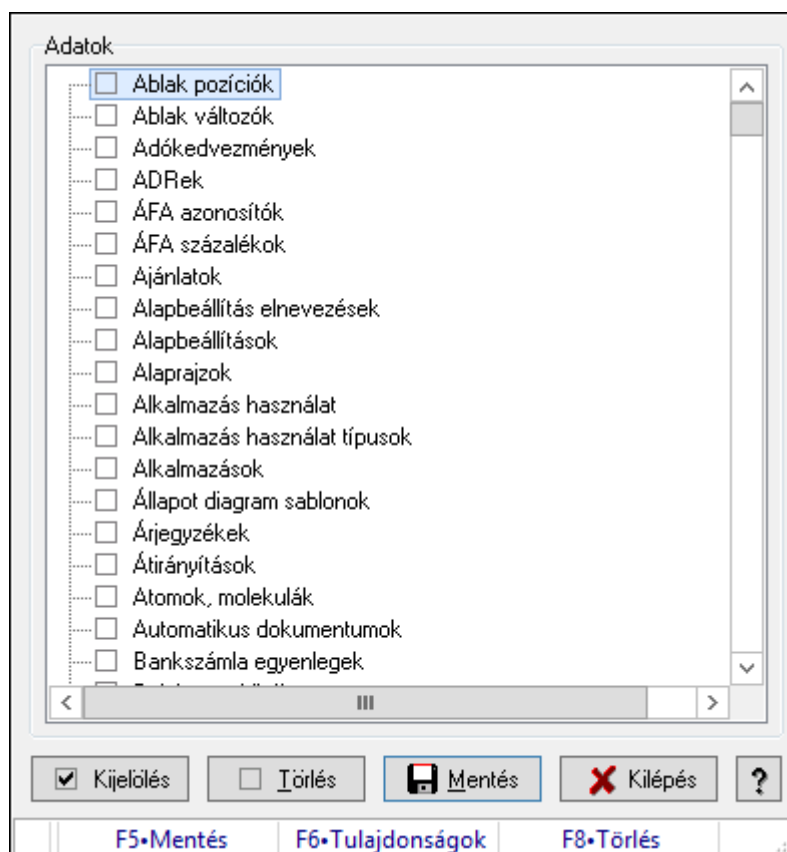 Adatok
Ablak pozíciók
Ablak változók
Adókedvezmények
ADRek
ÁFA azonosítók
ÁFA százalékok
Ajánlatok
Alapbeállítás elnevezések
Alapbeállítások
Alaprajzok
Alkalmazás használat
Alkalmazás használat típusok
Alkalmazások
Állapot diagram sablonok
Árjegyzékek
Átirányítások
Atomok, molekulák
Automatikus dokumentumok
Bankszámla egyenlegek
Kijelölés Törlés Mentés Kilépés ?
F5•Mentés F6•Tulajdonságok F8•Törlés